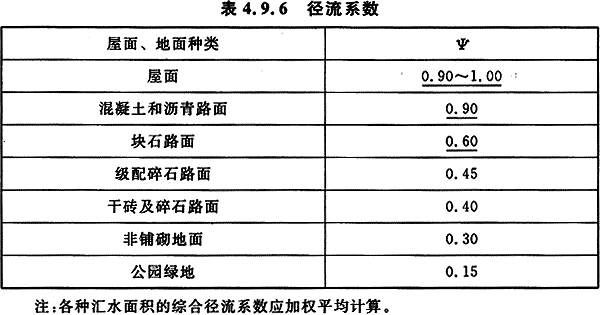 表 4.9.6 径流系数
屋面、地面种类 Ψ
屋面 0.90～1.00
混凝土和沥青路面 0.90
块石路面 0.60
级配碎石路面 0.45
干砖及碎石路面 0.40
非铺砌地面 0.30
公园绿地 0.15
注:各种汇水面积的综合径流系数应加权平均计算。